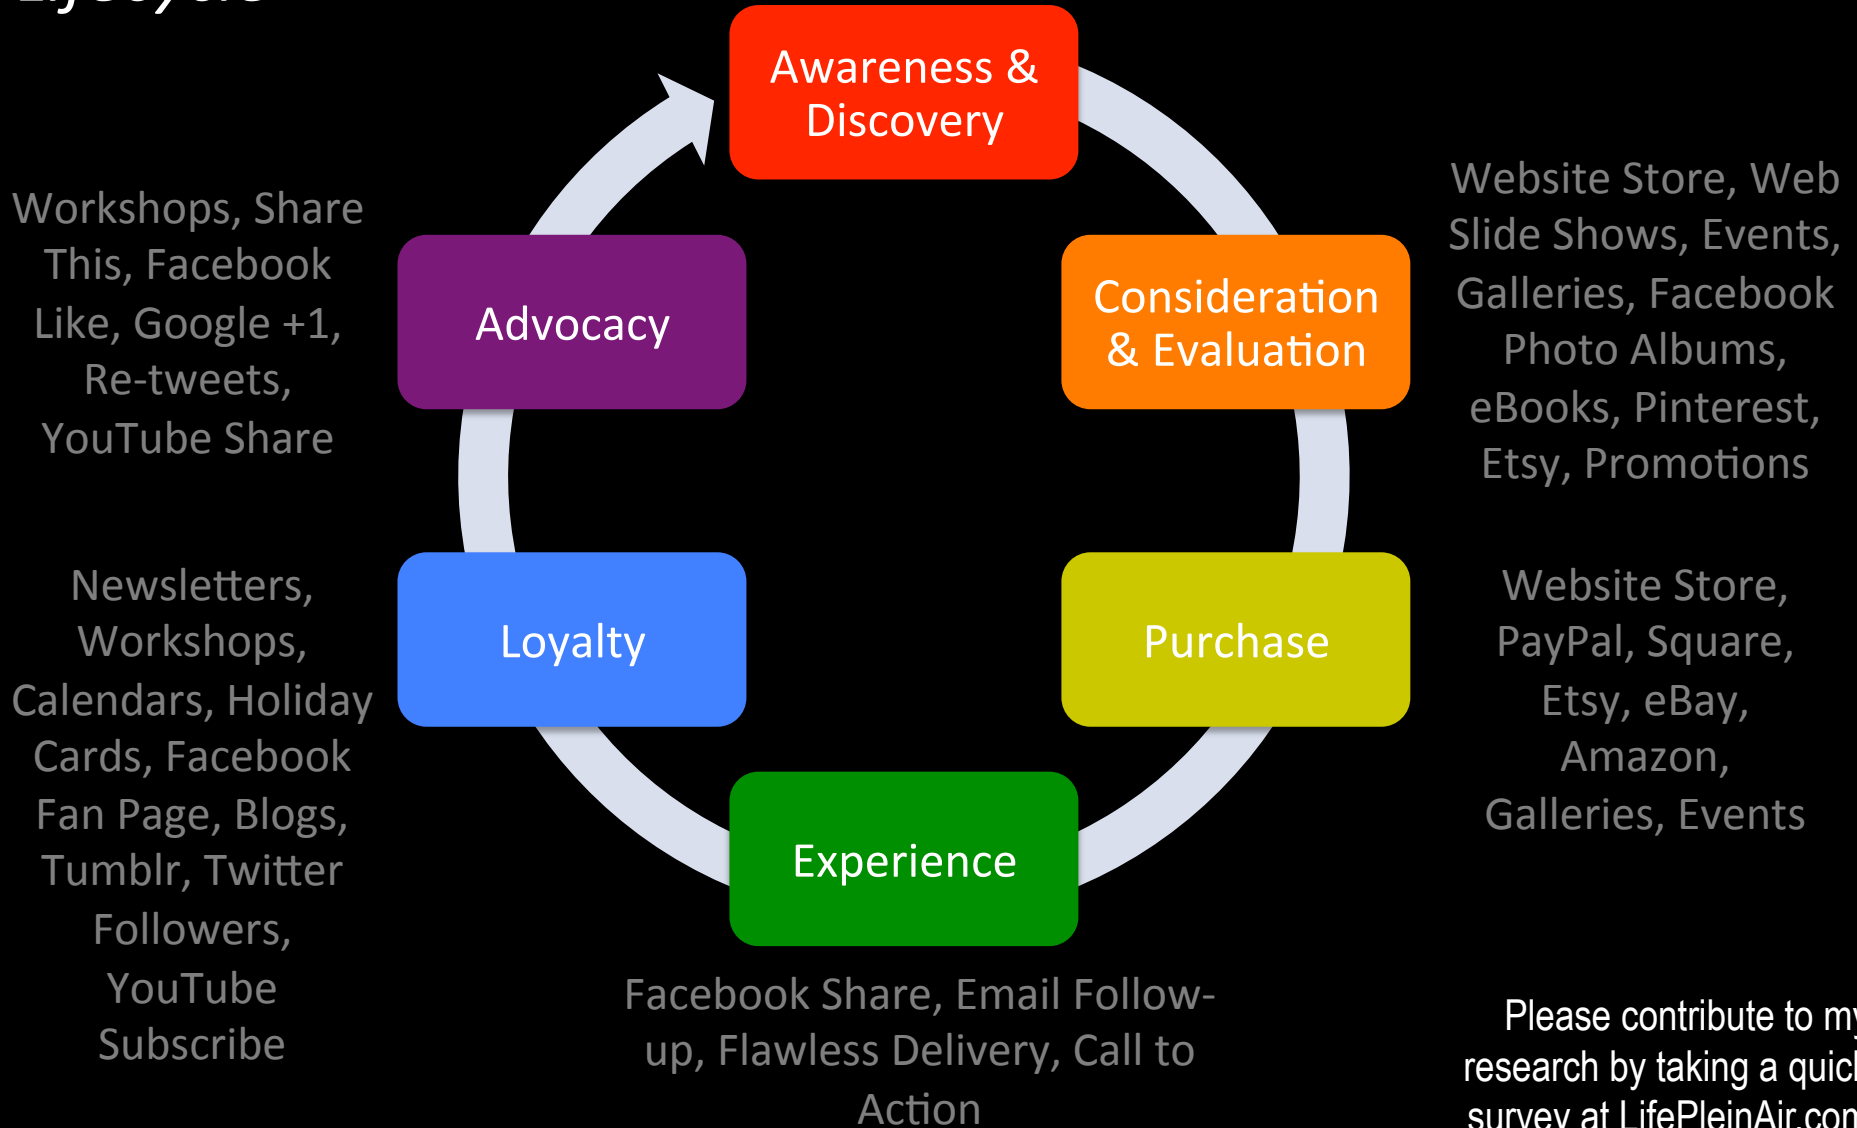 Lifecycle
Awareness &
Discovery
Workshops, Share
This, Facebook
Like, Google +1,
Re-tweets,
YouTube Share
Advocacy
Consideration
& Evaluation
Website Store, Web
Slide Shows, Events,
Galleries, Facebook
Photo Albums,
eBooks, Pinterest,
Etsy, Promotions
Newsletters,
Workshops,
Calendars, Holiday
Cards, Facebook
Fan Page, Blogs,
Tumblr, Twitter
Followers,
YouTube
Subscribe
Loyalty
Purchase
Website Store,
PayPal, Square,
Etsy, eBay,
Amazon,
Galleries, Events
Experience
Facebook Share, Email Follow-
up, Flawless Delivery, Call to
Action
Please contribute to my
research by taking a quick
survey at LifePleinAir.com